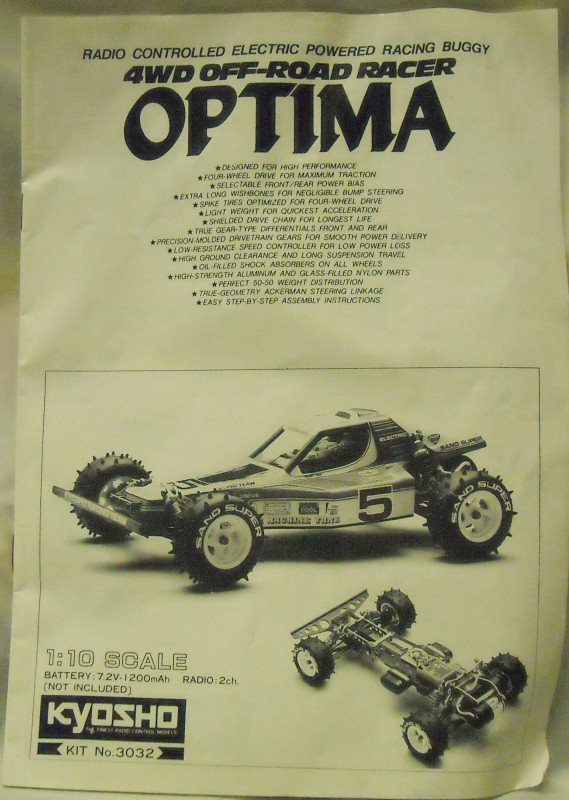 RADIO CONTROLLED ELECTRIC POWERED RACING BUGGY
4WD OFF-ROAD RACER
OPTIMA
★DESIGNED FOR HIGH PERFORMANCE
★FOUR-WHEEL DRIVE FOR MAXIMUM TRACTION
★SELECTABLE FRONT/REAR POWER BIAS
★EXTRA LONG WISHBONES FOR NEGLIGIBLE BUMP STEERING
★SPIKE TIRES OPTIMIZED FOR FOUR-WHEEL DRIVE
★LIGHT WEIGHT FOR QUICKEST ACCELERATION
★SHIELDED DRIVE CHAIN FOR LONGEST LIFE
★TRUE GEAR-TYPE DIFFERENTIALS FRONT AND REAR
★PRECISION-MOLDED DRIVETRAIN GEARS FOR SMOOTH POWER DELIVERY
★LOW-RESISTANCE SPEED CONTROLLER FOR LOW POWER LOSS
★HIGH GROUND CLEARANCE AND LONG SUSPENSION TRAVEL
★OIL-FILLED SHOCK ABSORBERS ON ALL WHEELS
★HIGH-STRENGTH ALUMINUM AND GLASS-FILLED NYLON PARTS
★PERFECT 50-50 WEIGHT DISTRIBUTION
★TRUE-GEOMETRY ACKERMAN STEERING LINKAGE
★EASY STEP-BY-STEP ASSEMBLY INSTRUCTIONS
ELECTRIC
SAND SUPER
TEAM
COOL
5
MACHINE TUNE
SAND SUPER
SAND SUPER
1:10 SCALE
BATTERY:7.2V-1200mAh RADIO:2ch.
(NOT INCLUDED)
KYOSHO
FINEST RADIO CONTROL MODELS
KIT No.3032